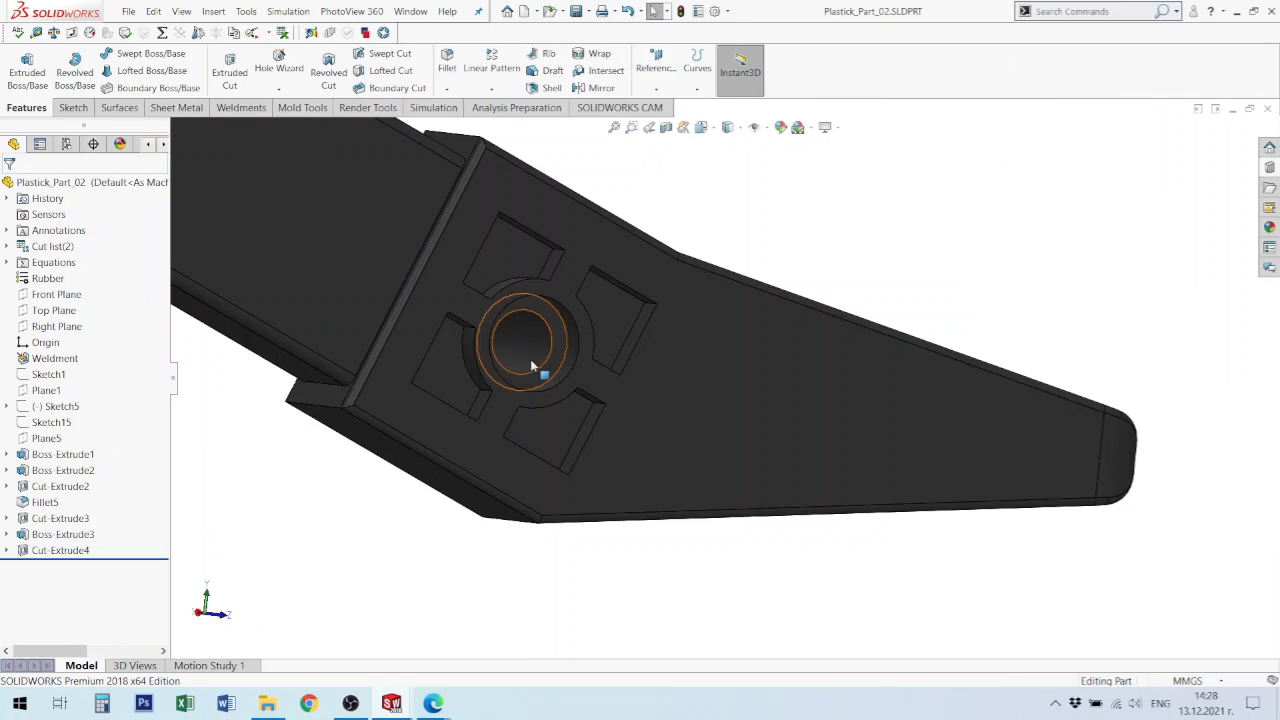 SOLIDWORKS File Edit View Insert Tools Simulation PhotoView 360 Window Help Plastick_Part_02.SLDPRT Search Commands
Extruded Boss/Base
Revolved Boss/Base
Swept Boss/Base
Lofted Boss/Base
Boundary Boss/Base
Extruded Cut
Hole Wizard
Revolved Cut
Swept Cut
Lofted Cut
Boundary Cut
Fillet
Linear Pattern
Rib
Draft
Shell
Wrap
Intersect
Mirror
Referenc...
Curves
Instant3D
Features Sketch Surfaces Sheet Metal Mold Tools Render Tools Simulation Analysis Preparation SOLIDWORKS CAM
Plastick_Part_02 (Default<As Mach
History
Sensors
Annotations
Cut list(2)
Equations
Rubber
Front Plane
Top Plane
Right Plane
Origin
Weldment
Sketch1
Plane1
(-) Sketch5
Sketch15
Plane5
Boss-Extrude1
Boss-Extrude2
Cut-Extrude2
Fillet5
Cut-Extrude3
Boss-Extrude3
Cut-Extrude4
Y
Z
Model 3D Views Motion Study 1
SOLIDWORKS Premium 2018 x64 Edition Editing Part MMGS
ЕНГ 14:28
13.12.2021 г.